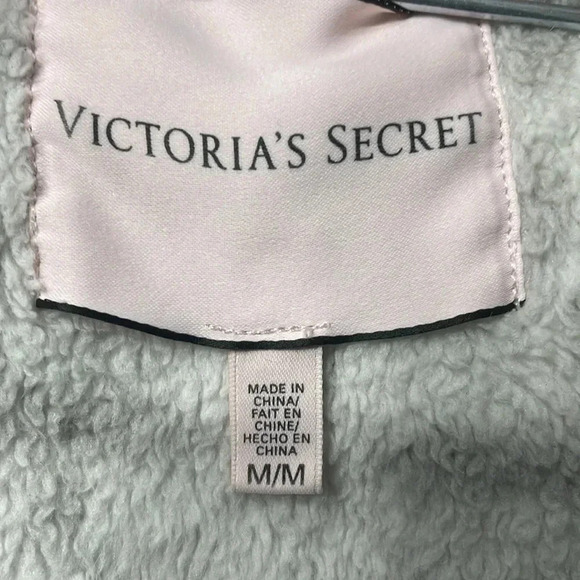 VICTORIA'S SECRET
MADE IN
CHINA/
FAIT EN
CHINE/
HECHO EN
CHINA
M/M